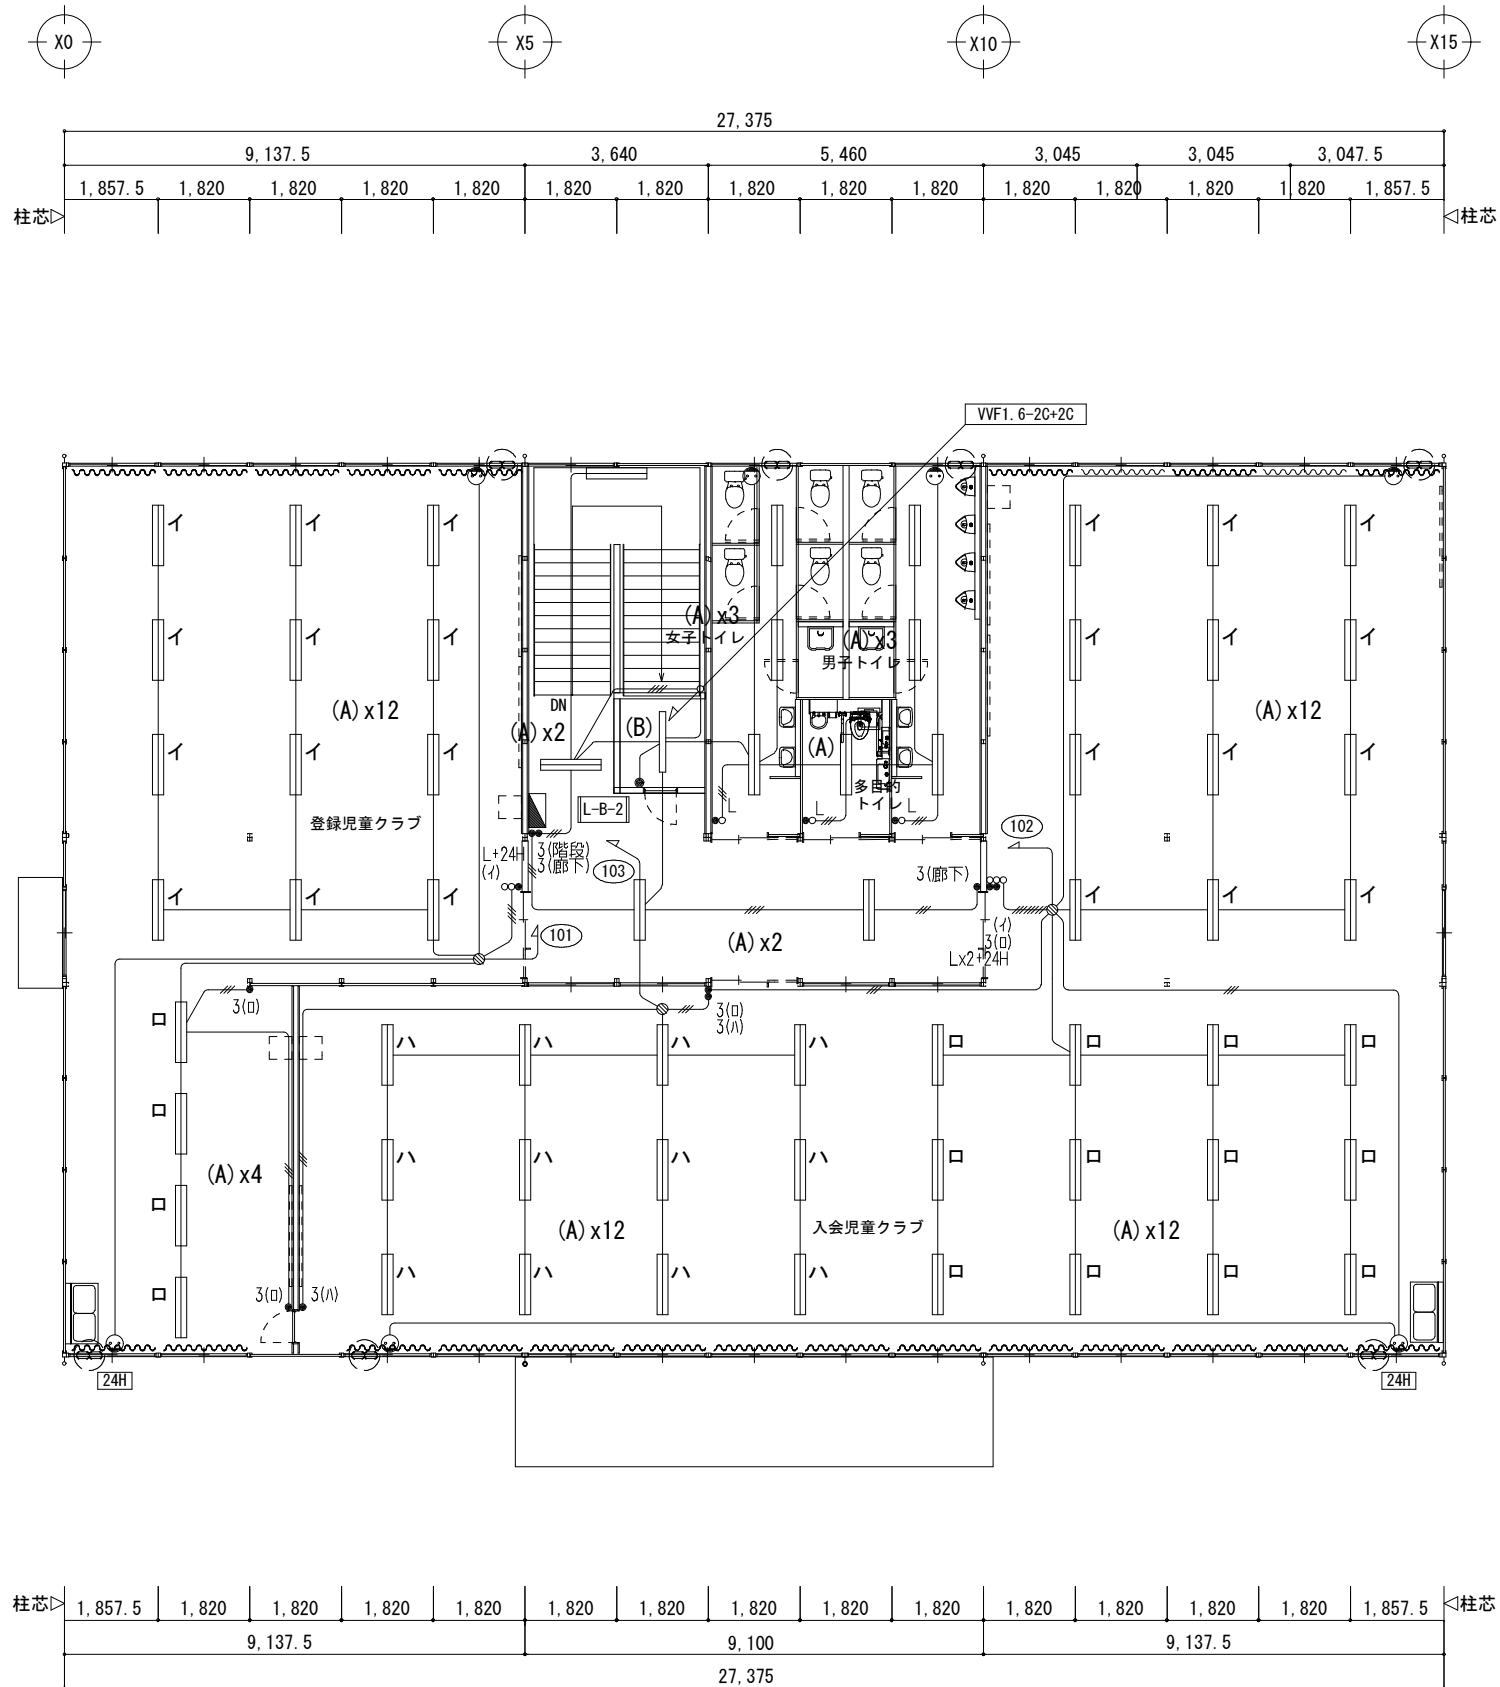 X0 X5 X10 X15
27,375
9,137.5 3,640 5,460 3,045 3,045 3,047.5
1,857.5 1,820 1,820 1,820 1,820 1,820 1,820 1,820 1,820 1,820 1,820 1,820 1,820 1,820 1,857.5
柱芯 柱芯
VVF1.6-2C+2C
イ イ イ イ イ イ
(A)x3
女子トイレ
(A)x3
男子トイレ
イ イ イ イ イ イ
(A)x12
DN
(A)x2
(B)
(A)
(A)x12
イ イ イ イ イ イ
多目的
トイレ
L-B-2
L L L
登録児童クラブ
102
L+24H
(イ)
3(階段)
3(廊下)
103
3(廊下)
イ イ イ イ イ イ
101
(A)x2
(イ)
3(ロ)
Lx2+24H
3(ロ)
3(ロ)
3(ハ)
ロ
ハ ハ ハ ハ ロ ロ ロ ロ
ロ
ハ ハ ハ ハ ロ ロ ロ ロ
(A)x4
ロ
(A)x12
入会児童クラブ
(A)x12
ハ ハ ハ ハ ロ ロ ロ ロ
ロ
3(ロ) 3(ハ)
24H 24H
柱芯 柱芯
1,857.5 1,820 1,820 1,820 1,820 1,820 1,820 1,820 1,820 1,820 1,820 1,820 1,820 1,820 1,857.5
9,137.5 9,100 9,137.5
27,375